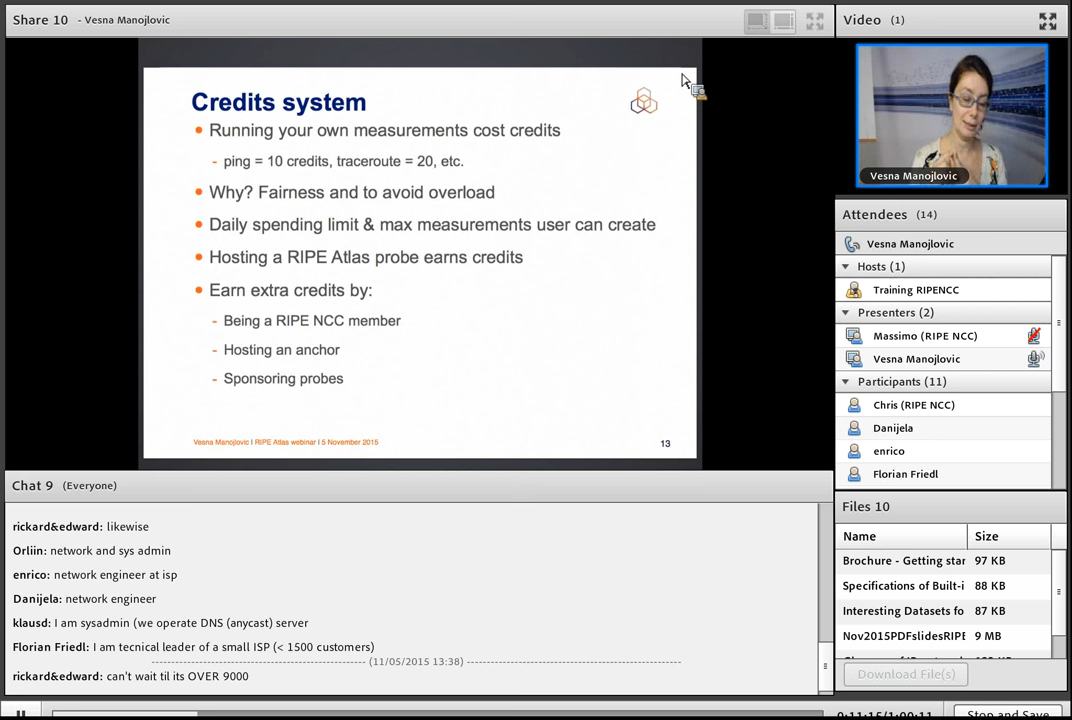 Share 10 - Vesna Manojlovic
Credits system
• Running your own measurements cost credits
- ping = 10 credits, traceroute = 20, etc.
• Why? Fairness and to avoid overload
• Daily spending limit & max measurements user can create
• Hosting a RIPE Atlas probe earns credits
• Earn extra credits by:
- Being a RIPE NCC member
- Hosting an anchor
- Sponsoring probes
Vesna Manojlovic I RIPE Atlas webinar I 5 November 2015
13
Chat 9 (Everyone)
rickard&edward: likewise
Orliin: network and sys admin
enrico: network engineer at isp
Danijela: network engineer
klausd: I am sysadmin (we operate DNS (anycast) server
Florian Friedl: I am tecnical leader of a small ISP (< 1500 customers)
(11/05/2015 13:38)
rickard&edward: can't wait til its OVER 9000
Video (1)
Vesna Manojlovic
Attendees (14)
Vesna Manojlovic
Hosts (1)
Training RIPENCC
Presenters (2)
Massimo (RIPE NCC)
Vesna Manojlovic
Participants (11)
Chris (RIPE NCC)
Danijela
enrico
Florian Friedl
Files 10
Name Size
Brochure - Getting star 97 KB
Specifications of Built-i 88 KB
Interesting Datasets fo 87 KB
Nov2015PDFslidesRIPE 9 MB
Download File(s)
0:11:15/1:00:11 Stop and Save